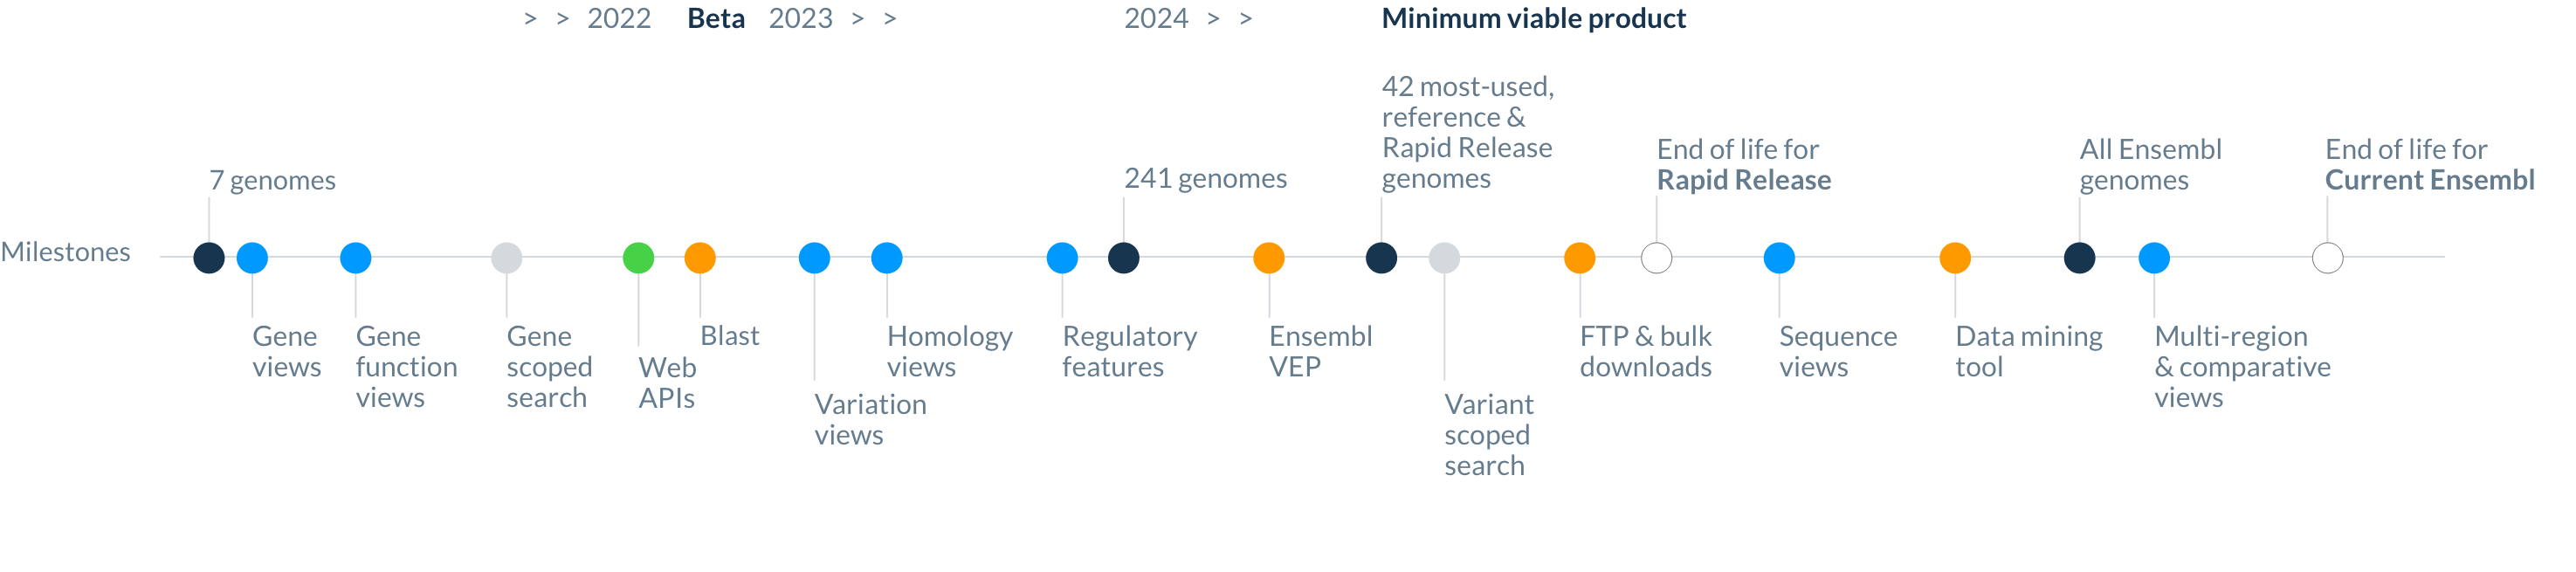 > > 2022 Beta 2023 > > 2024 > > Minimum viable product
42 most-used,
reference &
Rapid Release
genomes
7 genomes
241 genomes
End of life for
Rapid Release
All Ensembl
genomes
End of life for
Current Ensembl
Milestones
Gene
views
Gene
function
views
Gene
scoped
search
Web
APIs
Blast
Variation
views
Homology
views
Regulatory
features
Ensembl
VEP
Variant
scoped
search
FTP & bulk
downloads
Sequence
views
Data mining
tool
Multi-region
& comparative
views